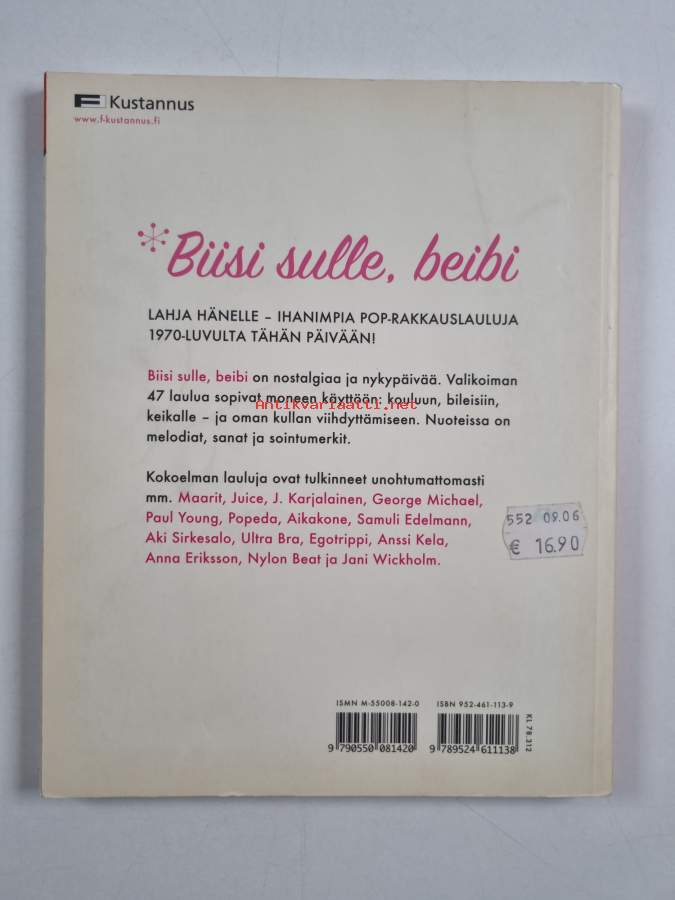 F Kustannus
www.f-kustannus.fi
*Biisi sulle, beibi
LAHJA HÄNELLE – IHANIMPIA POP-RAKKAUSLAULUJA
1970-LUVULTA TÄHÄN PÄIVÄÄN!
Biisi sulle, beibi on nostalgiaa ja nykypäivää. Valikoiman
47 laulua sopivat moneen käyttöön: kouluun, bileisiin,
Antikvariaatti.net
keikalle – ja oman kullan viihdyttämiseen. Nuoteissa on
melodiat, sanat ja sointumerkit.
Kokoelman lauluja ovat tulkinneet unohtumattomasti
mm. Maarit, Juice, J. Karjalainen, George Michael,
Paul Young, Popeda, Aikakone, Samuli Edelmann,
Aki Sirkesalo, Ultra Bra, Egotrippi, Anssi Kela,
Anna Eriksson, Nylon Beat ja Jani Wickholm.
552 09.06
€ 16.90
ISMN M-55008-142-0
9 790550 081420
ISBN 952-461-113-9
9 789524 611138
KL 78.312